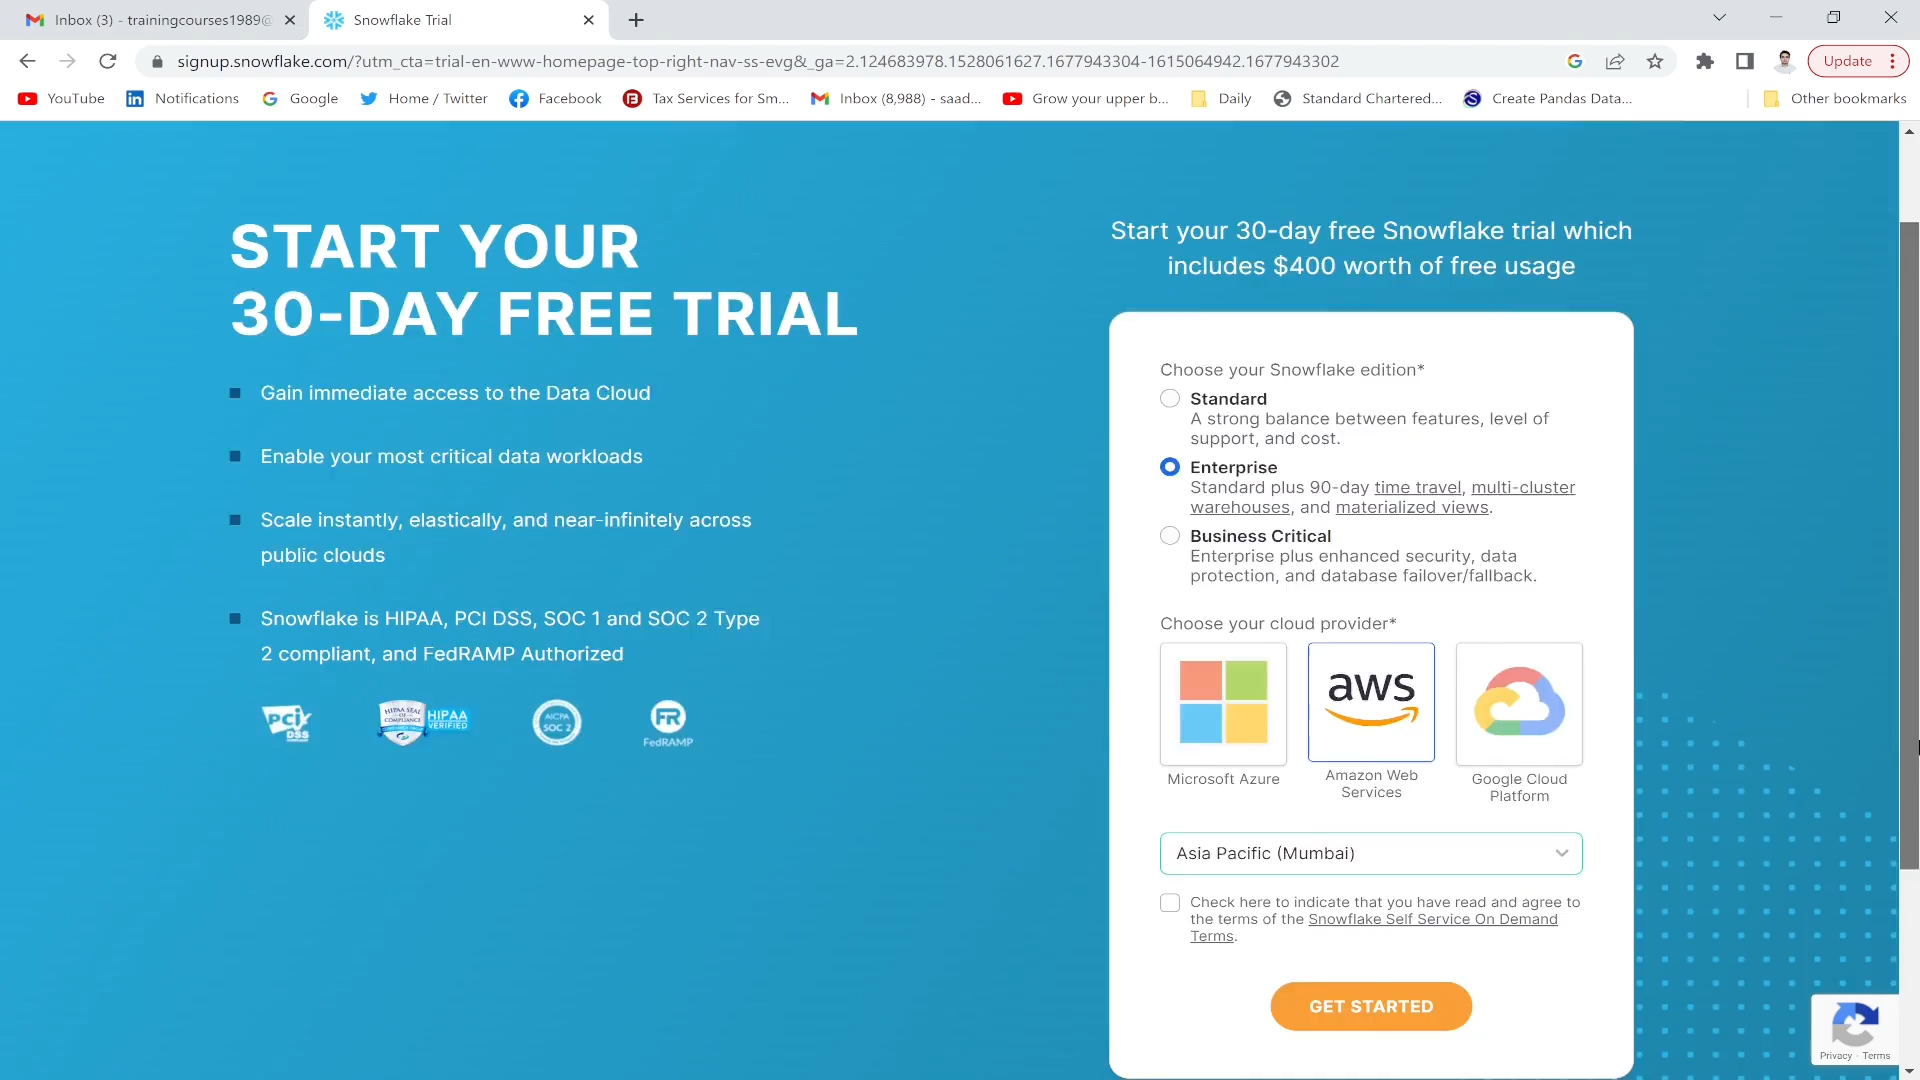 Inbox (3) - trainingcourses1989@
Snowflake Trial
signup.snowflake.com/?utm_cta=trial-en-www-homepage-top-right-nav-ss-evg&_ga=2.124683978.1528061627.1677943304-1615064942.1677943302
Update
YouTube
Notifications
Google
Home / Twitter
Facebook
Tax Services for Sm...
Inbox (8,988) - saad...
Grow your upper b...
Daily
Standard Chartered...
Create Pandas Data...
Other bookmarks
START YOUR
30-DAY FREE TRIAL
Gain immediate access to the Data Cloud
Enable your most critical data workloads
Scale instantly, elastically, and near-infinitely across
public clouds
Snowflake is HIPAA, PCI DSS, SOC 1 and SOC 2 Type
2 compliant, and FedRAMP Authorized
PCI
DSS
HIPAA SEAL
OF
COMPLIANCE
HIPAA
VERIFIED
AICPA
SOC 2
FR
FedRAMP
Start your 30-day free Snowflake trial which
includes $400 worth of free usage
Choose your Snowflake edition*
Standard
A strong balance between features, level of
support, and cost.
Enterprise
Standard plus 90-day time travel, multi-cluster
warehouses, and materialized views.
Business Critical
Enterprise plus enhanced security, data
protection, and database failover/fallback.
Choose your cloud provider*
aws
Microsoft Azure
Amazon Web
Services
Google Cloud
Platform
Asia Pacific (Mumbai)
Check here to indicate that you have read and agree to
the terms of the Snowflake Self Service On Demand
Terms.
GET STARTED
Privacy - Terms